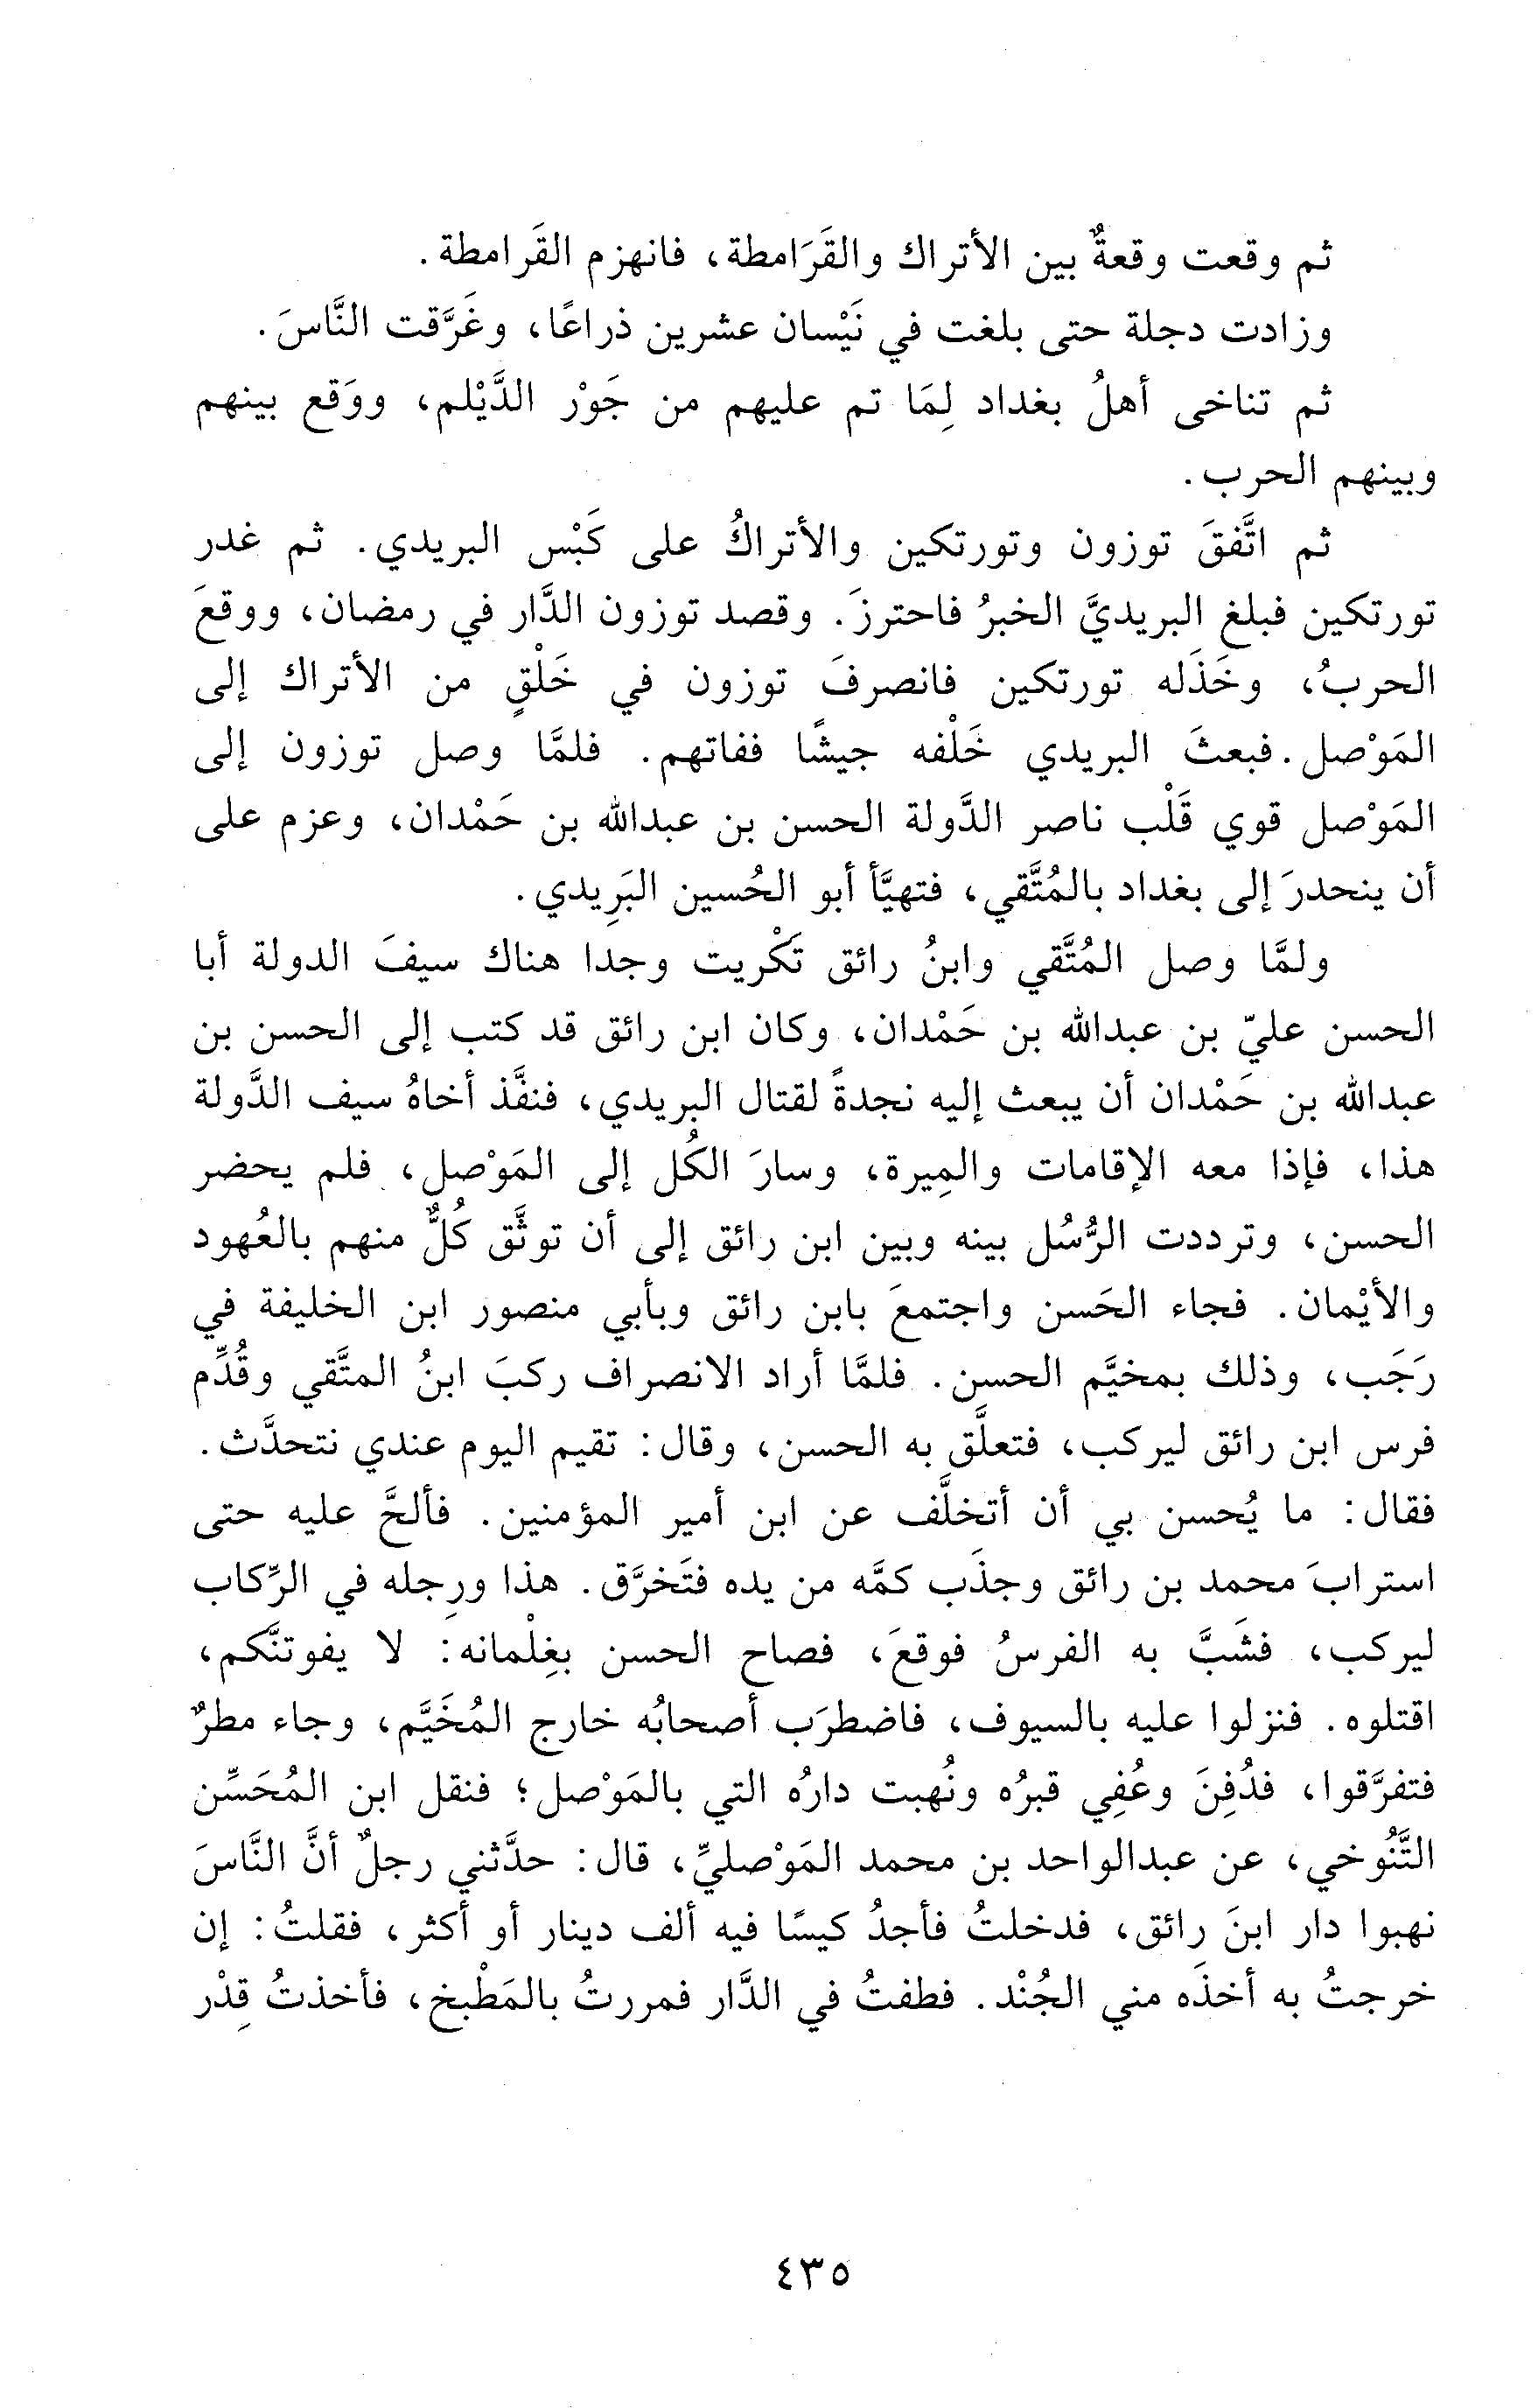 ثم وقعت وقعةٌ بين الأتراك والقَرَامطة، فانهزم القَرامطة.
وزادت دجلة حتى بلغت في نَيْسان عشرين ذراعًا، وغَرَّقت النَّاسَ.
ثم تناخى أهلُ بغداد لِمَا تم عليهم من جَوْر الدَّيْلم، ووَقع بينهم
وبينهم الحرب.
ثم اتَّفقَ توزون وتورتكين والأتراكُ على كَبْس البريدي. ثم غدر
تورتكين فبلغ البريديَّ الخبرُ فاحترزَ. وقصد توزون الدَّار في رمضان، ووقعَ
الحربُ، وخَذَله تورتكين فانصرفَ توزون في خَلْقٍ من الأتراك إلى
المَوْصل. فبعثَ البريدي خَلْفه جيشًا ففاتهم. فلمَّا وصل توزون إلى
المَوْصل قوي قَلْب ناصر الدَّولة الحسن بن عبدالله بن حَمْدان، وعزم على
أن ينحدرَ إلى بغداد بالمُتَّقي، فتهيَّأ أبو الحُسين البَرِيدي.
ولمَّا وصل المُتَّقي وابنُ رائق تَكْريت وجدا هناك سيفَ الدولة أبا
الحسن عليّ بن عبدالله بن حَمْدان، وكان ابن رائق قد كتب إلى الحسن بن
عبدالله بن حَمْدان أن يبعث إليه نجدةً لقتال البريدي، فنفَّذ أخاهُ سيف الدَّولة
هذا، فإذا معه الإقامات والمِيرة، وسارَ الكُل إلى المَوْصل، فلم يحضر
الحسن، وترددت الرُّسُل بينه وبين ابن رائق إلى أن توثَّق كُلٌّ منهم بالعُهود
والأيْمان. فجاء الحَسن واجتمعَ بابن رائق وبأبي منصور ابن الخليفة في
رَجَب، وذلك بمخيَّم الحسن. فلمَّا أراد الانصراف ركبَ ابنُ المتَّقي وقُدِّم
فرس ابن رائق ليركب، فتعلَّق به الحسن، وقال: تقيم اليوم عندي نتحدَّث.
فقال: ما يُحسن بي أن أتخلَّف عن ابن أمير المؤمنين. فألحَّ عليه حتى
استرابَ محمد بن رائق وجذَب كمَّه من يده فتَخرَّق. هذا ورِجله في الرِّكاب
ليركب، فشَبَّ به الفرسُ فوقعَ، فصاح الحسن بغِلْمانه: لا يفوتنَّكم،
اقتلوه. فنزلوا عليه بالسيوف، فاضطرَب أصحابُه خارج المُخَيَّم، وجاء مطرٌ
فتفرَّقوا، فدُفِنَ وعُفِي قبرُه ونُهبت دارُه التي بالمَوْصل؛ فنقل ابن المُحَسِّن
التَّنُوخي، عن عبدالواحد بن محمد المَوْصليِّ، قال: حدَّثني رجلٌ أنَّ النَّاسَ
نهبوا دار ابنَ رائق، فدخلتُ فأجدُ كيسًا فيه ألف دينار أو أكثر، فقلتُ: إن
خرجتُ به أخذَه مني الجُنْد. فطفتُ في الدَّار فمررتُ بالمَطْبخ، فأخذتُ قِدْر
٤٣٥